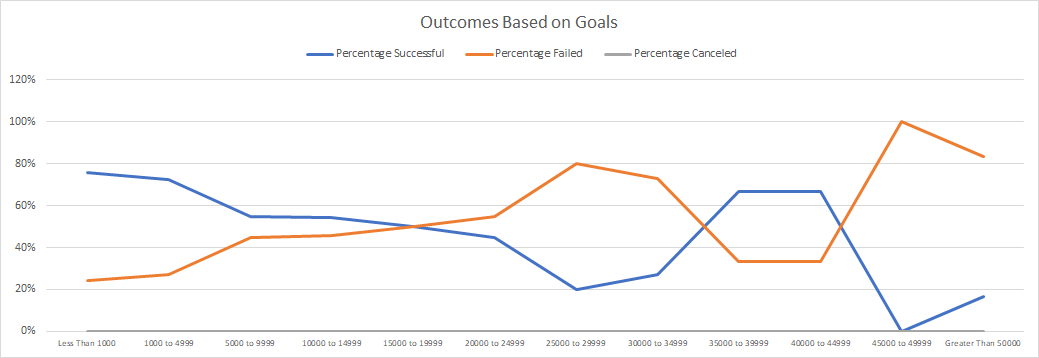 Outcomes Based on Goals
Percentage Successful Percentage Failed Percentage Canceled
120%
100%
80%
60%
40%
20%
0%
Less Than 1000 1000 to 4999 5000 to 9999 10000 to 14999 15000 to 19999 20000 to 24999 25000 to 29999 30000 to 34999 35000 to 39999 40000 to 44999 45000 to 49999 Greater Than 50000